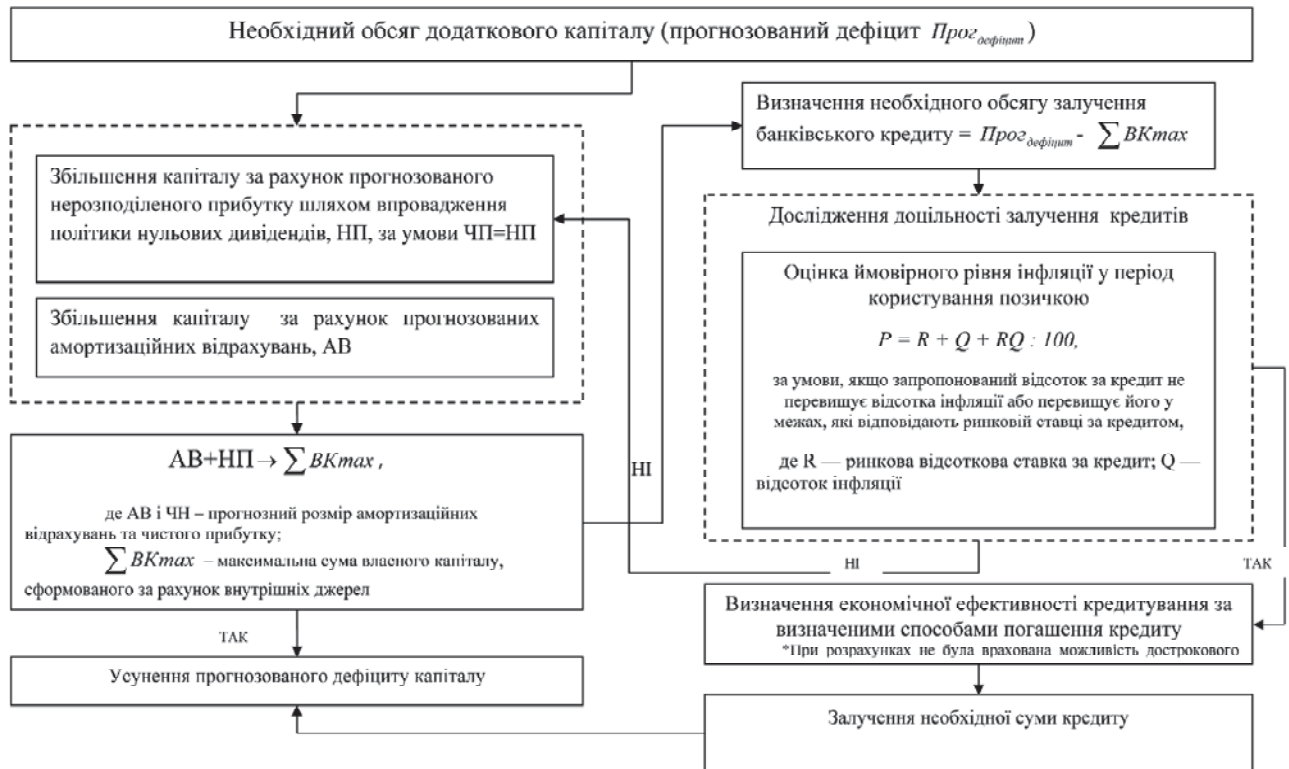 Необхідний обсяг додаткового капіталу (прогнозований дефіцит Прог_дефіцит )
Збільшення капіталу за рахунок прогнозованого
нерозподіленого прибутку шляхом впровадження
політики нульових дивідендів, НП, за умови ЧП=НП
Збільшення капіталу за рахунок прогнозованих
амортизаційних відрахувань, АВ
АВ+НП → ∑ ВКmax ,
де АВ і ЧН – прогнозний розмір амортизаційних
відрахувань та чистого прибутку;
∑ ВКmax – максимальна сума власного капіталу,
сформованого за рахунок внутрішніх джерел
ТАК
Усунення прогнозованого дефіциту капіталу
НІ
Визначення необхідного обсягу залучення
банківського кредиту = Прог_дефіцит - ∑ ВКmax
Дослідження доцільності залучення кредитів
Оцінка ймовірного рівня інфляції у період
користування позичкою
P = R + Q + RQ : 100,
за умови, якщо запропонований відсоток за кредит не
перевищує відсотка інфляції або перевищує його у
межах, які відповідають ринковій ставці за кредитом,
де R — ринкова відсоткова ставка за кредит; Q —
відсоток інфляції
НІ
ТАК
Визначення економічної ефективності кредитування за
визначеними способами погашення кредиту
*При розрахунках не була врахована можливість дострокового
Залучення необхідної суми кредиту